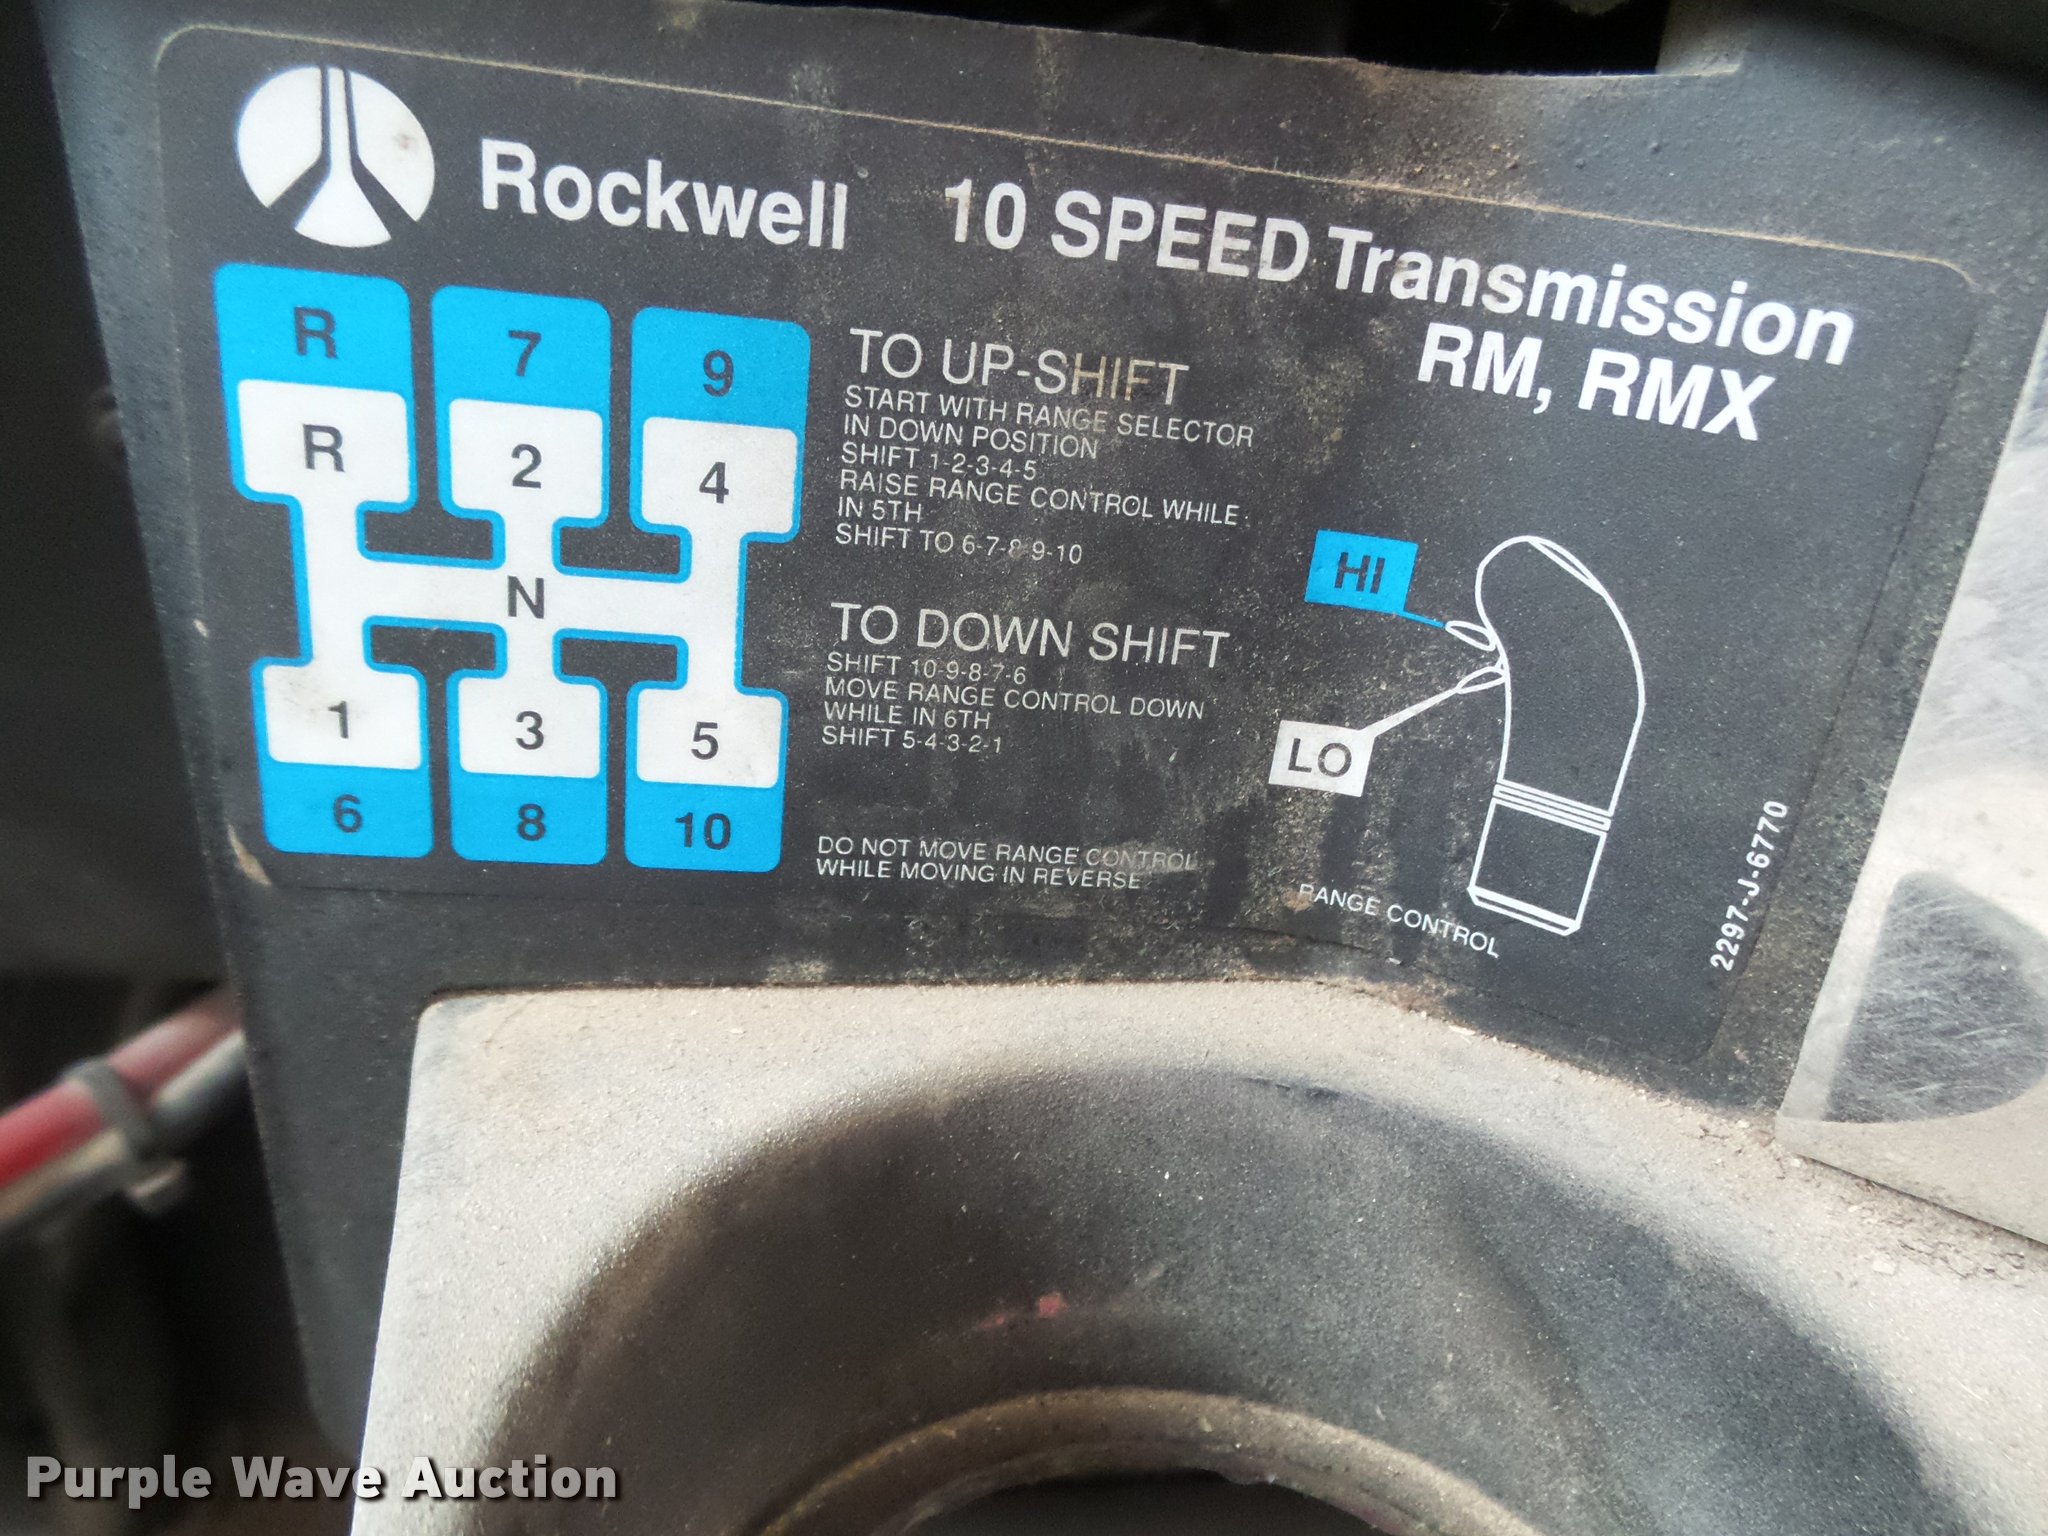 Rockwell 10 SPEED Transmission
RM, RMX
R 7 9
R 2 4
N
1 3 5
6 8 10
TO UP-SHIFT
START WITH RANGE SELECTOR
IN DOWN POSITION
SHIFT 1-2-3-4-5
RAISE RANGE CONTROL WHILE
IN 5TH
SHIFT TO 6-7-8-9-10
TO DOWN SHIFT
SHIFT 10-9-8-7-6
MOVE RANGE CONTROL DOWN
WHILE IN 6TH
SHIFT 5-4-3-2-1
DO NOT MOVE RANGE CONTROL
WHILE MOVING IN REVERSE
HI
LO
RANGE CONTROL
2297-J-6770
Purple Wave Auction